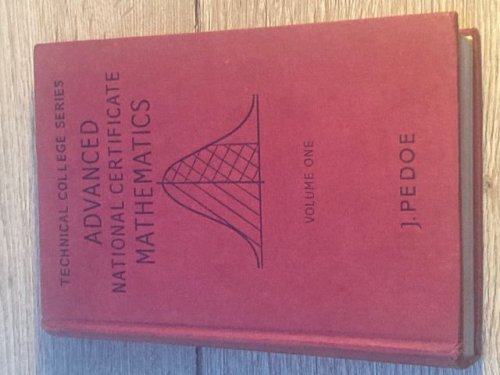 TECHNICAL COLLEGE SERIES
ADVANCED
NATIONAL CERTIFICATE
MATHEMATICS
VOLUME ONE
J. PEDOE